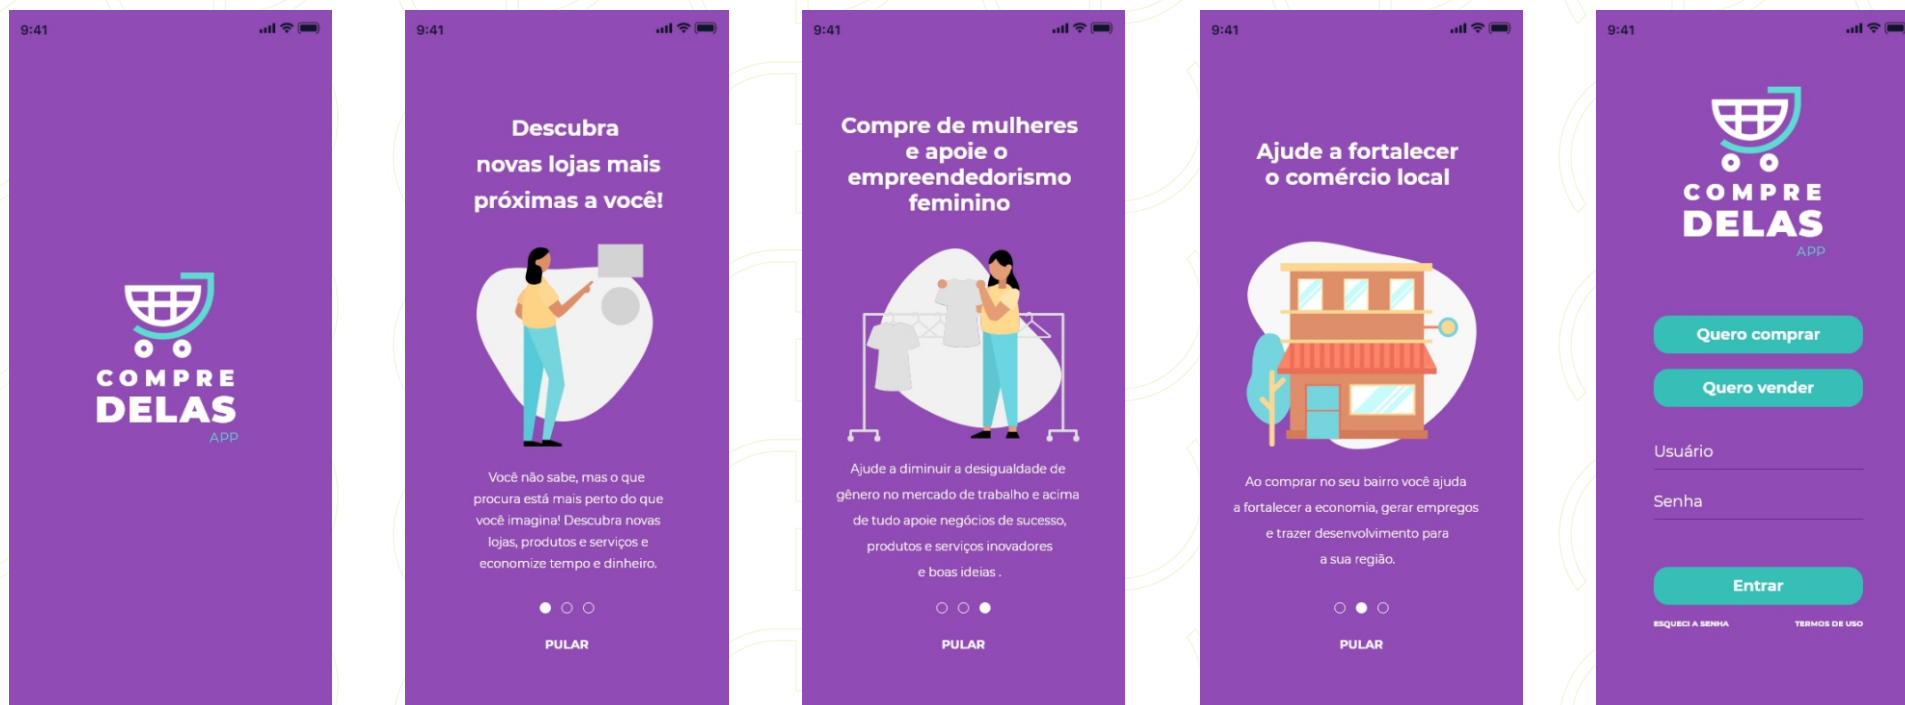 9:41
COMPRE
DELAS
APP
9:41
Descubra
novas lojas mais
próximas a você!
Você não sabe, mas o que
procura está mais perto do que
você imagina! Descubra novas
lojas, produtos e serviços e
economize tempo e dinheiro.
PULAR
9:41
Compre de mulheres
e apoie o
empreendedorismo
feminino
Ajude a diminuir a desigualdade de
gênero no mercado de trabalho e acima
de tudo apoie negócios de sucesso,
produtos e serviços inovadores
e boas ideias .
PULAR
9:41
Ajude a fortalecer
o comércio local
Ao comprar no seu bairro você ajuda
a fortalecer a economia, gerar empregos
e trazer desenvolvimento para
a sua região.
PULAR
9:41
COMPRE
DELAS
APP
Quero comprar
Quero vender
Usuário
Senha
Entrar
ESQUECI A SENHA
TERMOS DE USO